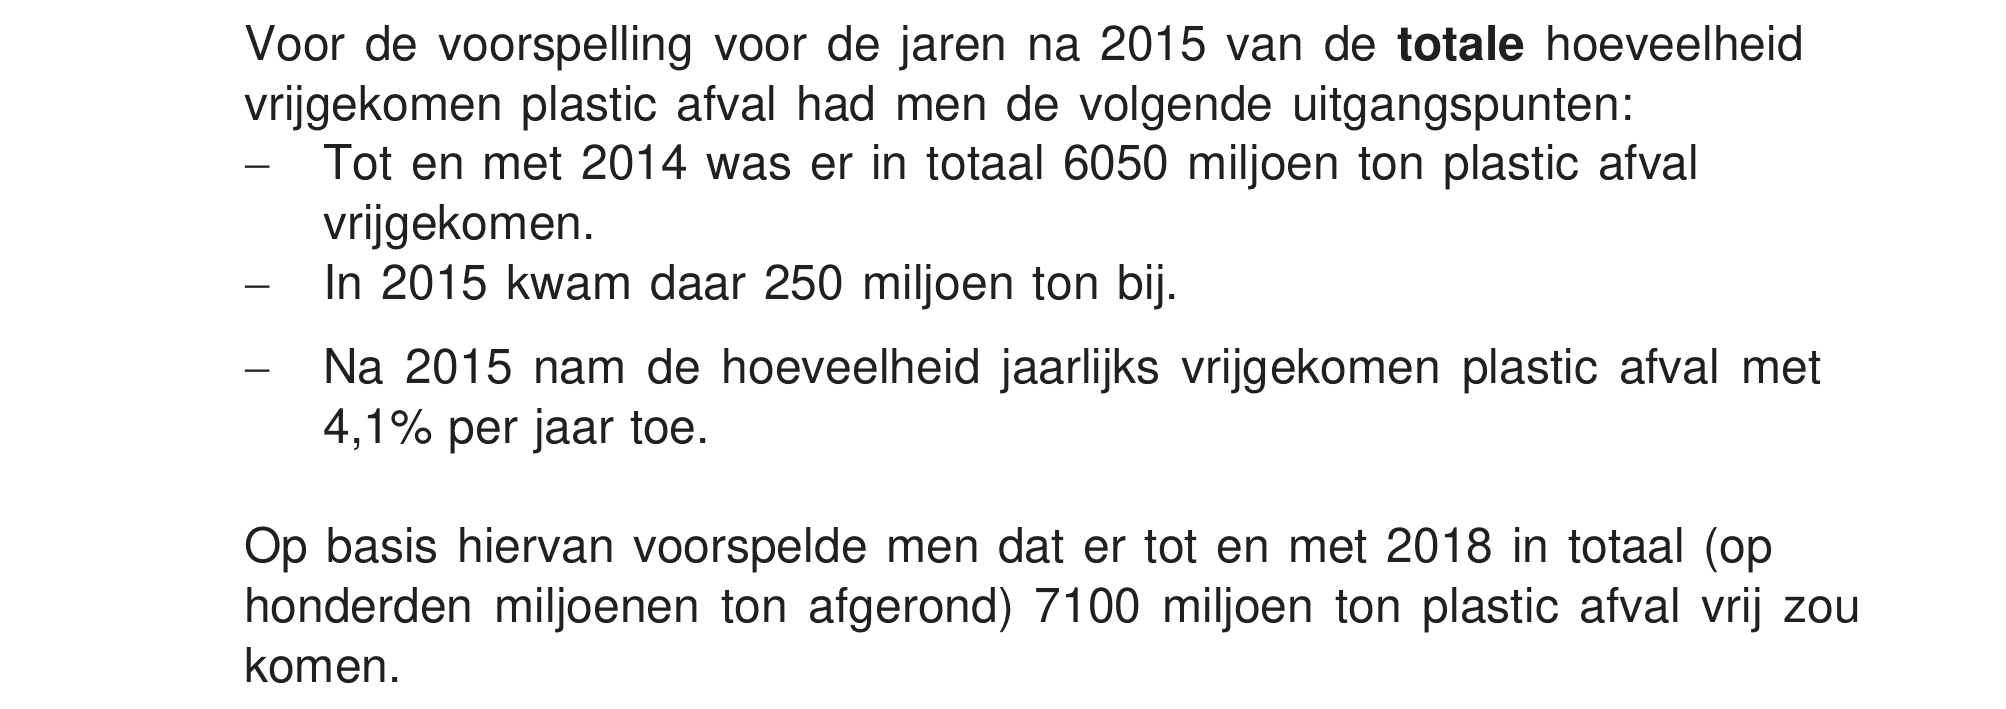 Voor de voorspelling voor de jaren na 2015 van de totale hoeveelheid
vrijgekomen plastic afval had men de volgende uitgangspunten:
– Tot en met 2014 was er in totaal 6050 miljoen ton plastic afval
vrijgekomen.
– In 2015 kwam daar 250 miljoen ton bij.
– Na 2015 nam de hoeveelheid jaarlijks vrijgekomen plastic afval met
4,1% per jaar toe.
Op basis hiervan voorspelde men dat er tot en met 2018 in totaal (op
honderden miljoenen ton afgerond) 7100 miljoen ton plastic afval vrij zou
komen.